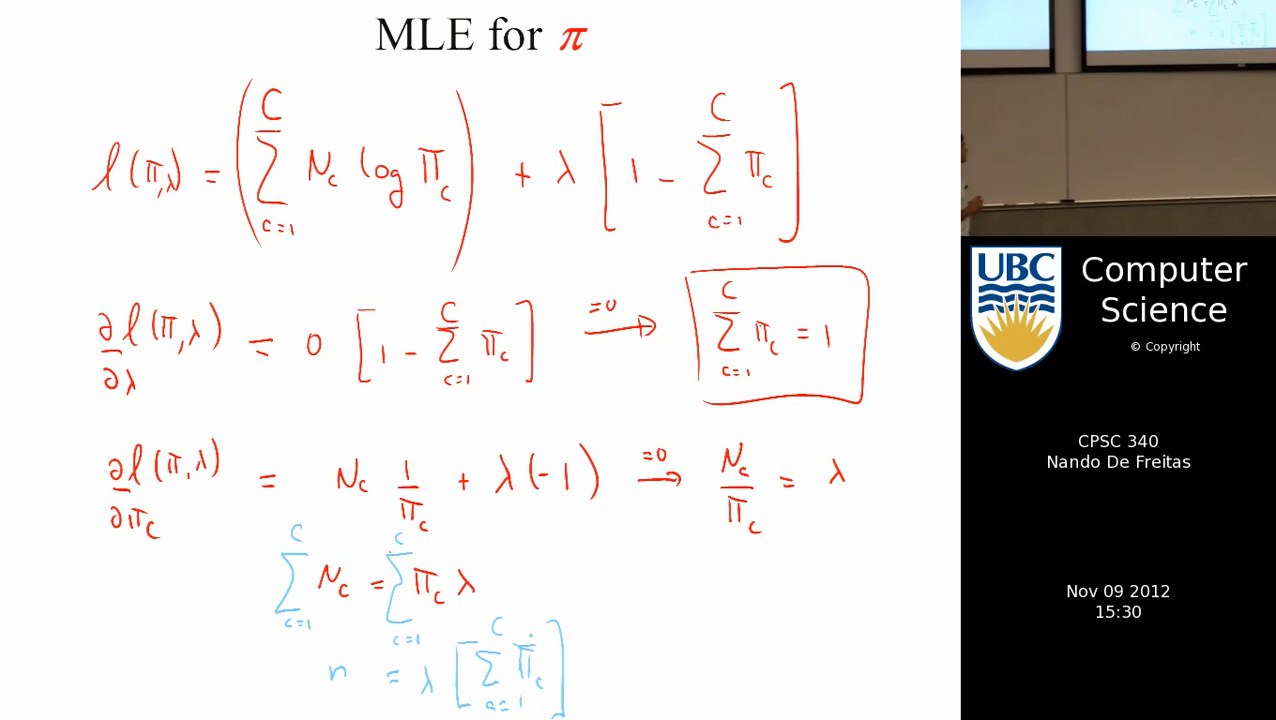 MLE for π
ℓ(π,λ) = (∑_{c=1}^{C} N_c log π_c) + λ [1 - ∑_{c=1}^{C} π_c]
∂ℓ(π,λ)/∂λ = 0 [1 - ∑_{c=1}^{C} π_c] =0 → ∑_{c=1}^{C} π_c = 1
∂ℓ(π,λ)/∂π_c = N_c 1/π_c + λ(-1) =0 → N_c/π_c = λ
∑_{c=1}^{C} N_c = ∑_{c=1}^{C} π_c λ
n = λ [∑_{c=1}^{C} π_c]
UBC
Computer
Science
© Copyright
CPSC 340
Nando De Freitas
Nov 09 2012
15:30